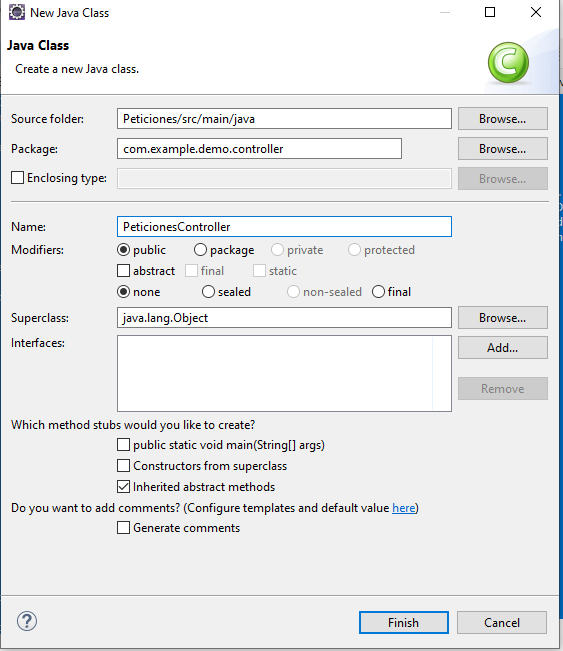 New Java Class
Java Class
Create a new Java class.
C
Source folder: Peticiones/src/main/java Browse...
Package: com.example.demo.controller Browse...
Enclosing type: Browse...
Name: PeticionesController
Modifiers: public package private protected
abstract final static
none sealed non-sealed final
Superclass: java.lang.Object Browse...
Interfaces: Add...
Remove
Which method stubs would you like to create?
public static void main(String[] args)
Constructors from superclass
Inherited abstract methods
Do you want to add comments? (Configure templates and default value here)
Generate comments
? Finish Cancel